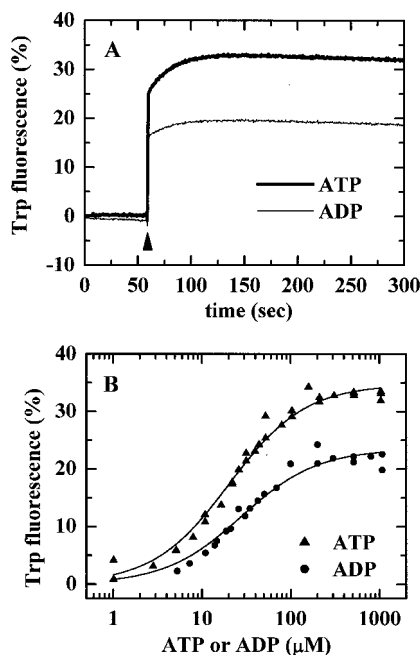 A
Trp fluorescence (%)
40
30
20
10
0
-10
ATP
ADP
0 50 100 150 200 250 300
time (sec)
B
Trp fluorescence (%)
40
30
20
10
0
ATP
ADP
1 10 100 1000
ATP or ADP (μM)